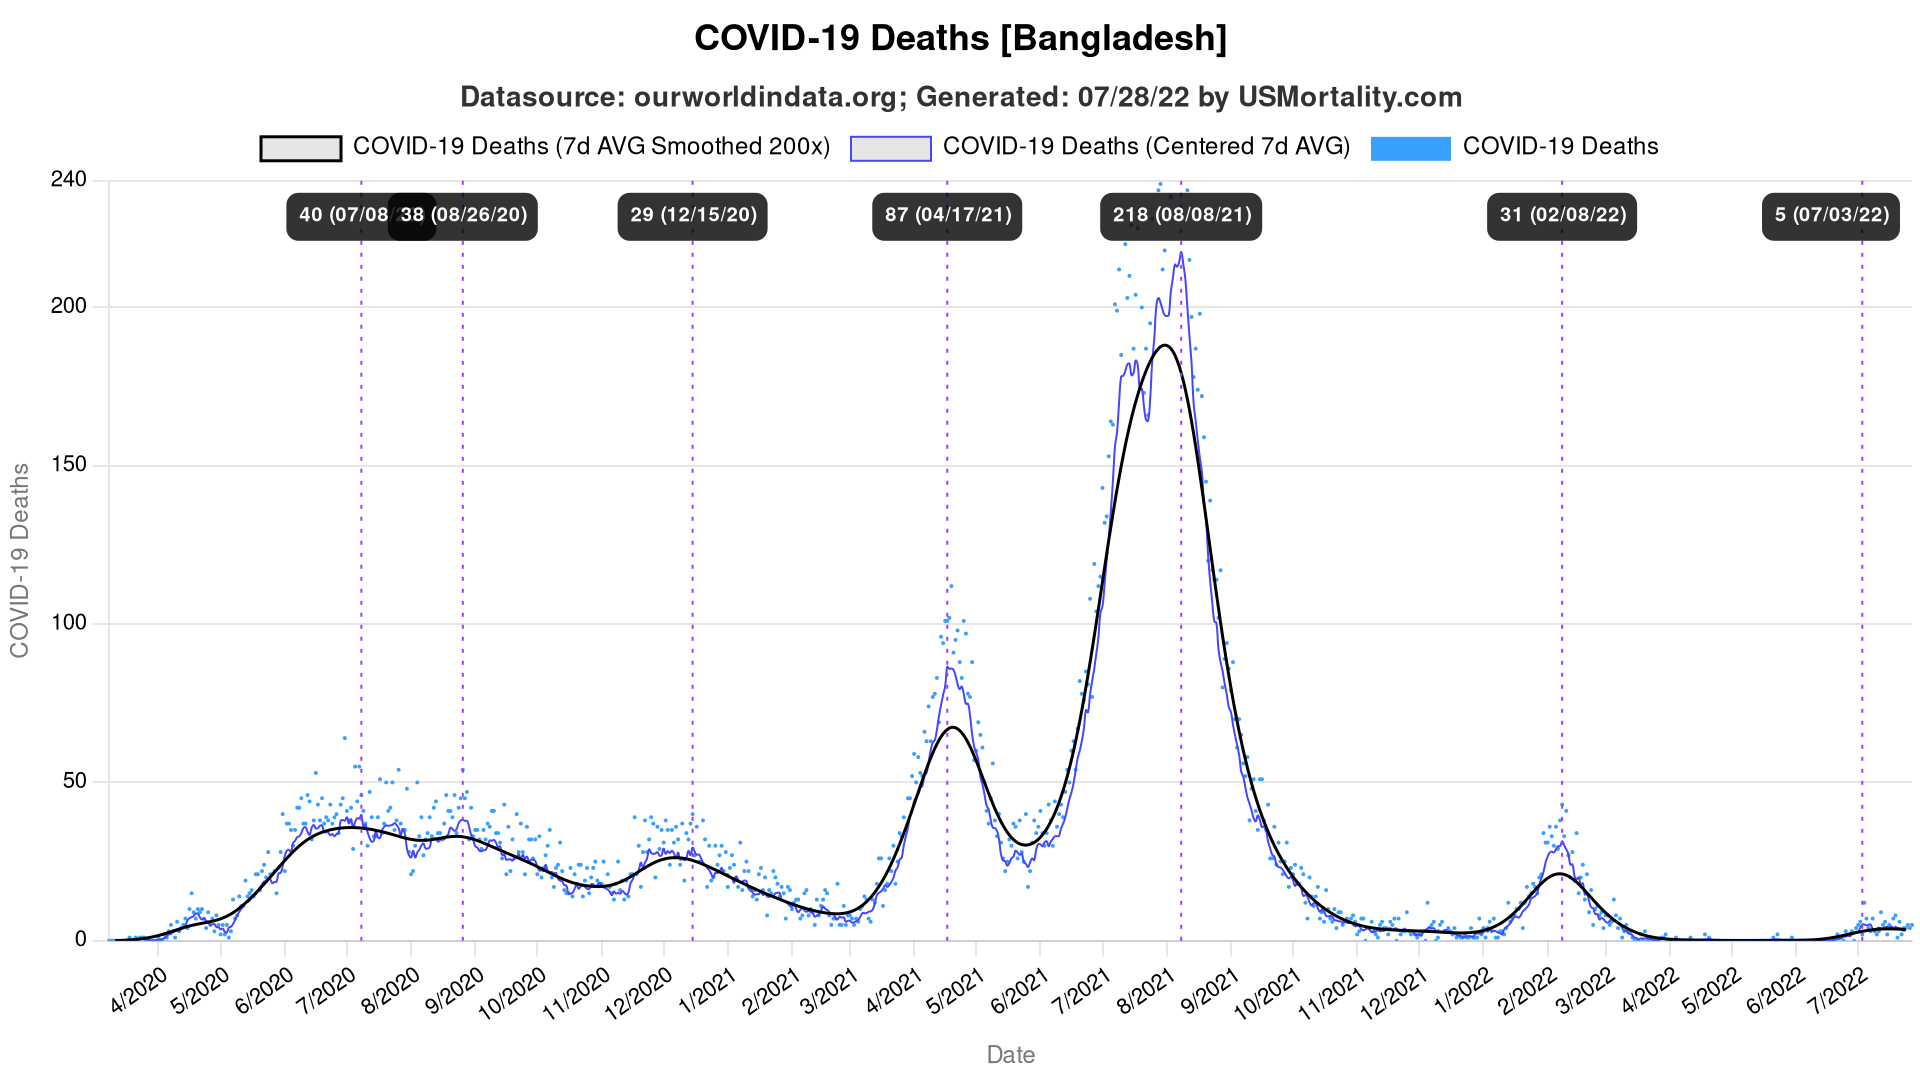 COVID-19 Deaths [Bangladesh]
Datasource: ourworldindata.org; Generated: 07/28/22 by USMortality.com
COVID-19 Deaths (7d AVG Smoothed 200x) COVID-19 Deaths (Centered 7d AVG) COVID-19 Deaths
240
200
150
100
50
0
COVID-19 Deaths
40 (07/08 38 (08/26/20) 29 (12/15/20) 87 (04/17/21) 218 (08/08/21) 31 (02/08/22) 5 (07/03/22)
4/2020 5/2020 6/2020 7/2020 8/2020 9/2020 10/2020 11/2020 12/2020 1/2021 2/2021 3/2021 4/2021 5/2021 6/2021 7/2021 8/2021 9/2021 10/2021 11/2021 12/2021 1/2022 2/2022 3/2022 4/2022 5/2022 6/2022 7/2022
Date